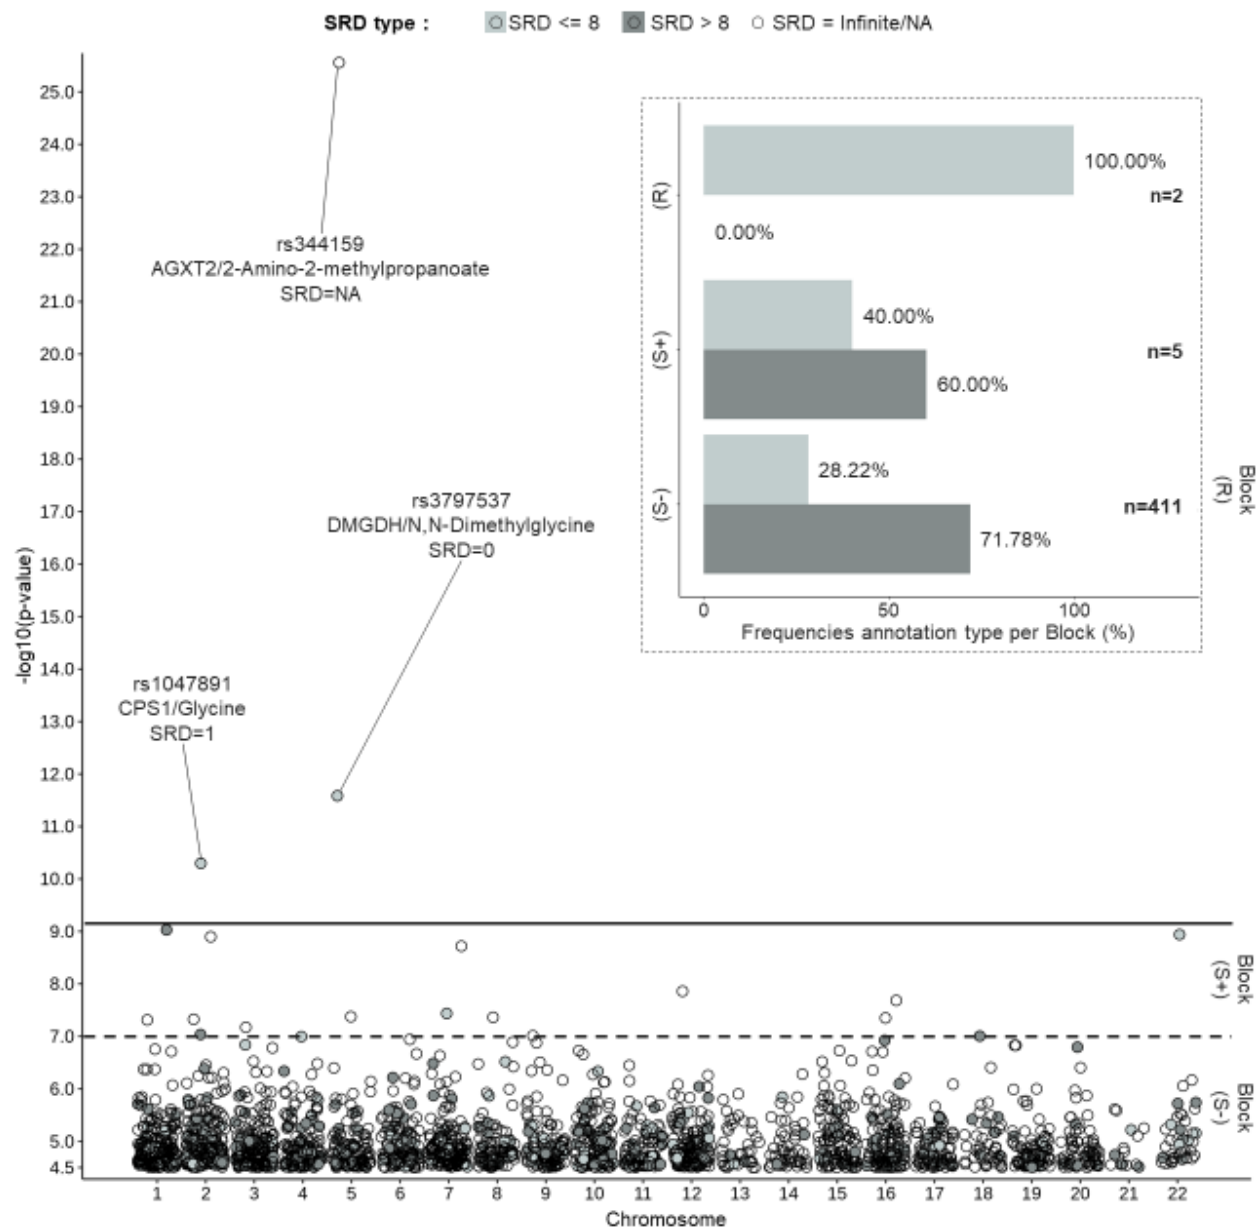 SRD type : SRD <= 8 SRD > 8 SRD = Infinite/NA
-log10(p-value)
25.0
24.0
23.0
22.0
21.0
20.0
19.0
18.0
17.0
16.0
15.0
14.0
13.0
12.0
11.0
10.0
9.0
8.0
7.0
6.0
5.0
4.5
rs344159
AGXT2/2-Amino-2-methylpropanoate
SRD=NA
rs3797537
DMGDH/N,N-Dimethylglycine
SRD=0
rs1047891
CPS1/Glycine
SRD=1
(R)
100.00%
n=2
0.00%
(S+)
40.00%
n=5
60.00%
(S-)
28.22%
n=411
71.78%
0 50 100
Frequencies annotation type per Block (%)
Block
(R)
Block
(S+)
Block
(S-)
1 2 3 4 5 6 7 8 9 10 11 12 13 14 15 16 17 18 19 20 21 22
Chromosome